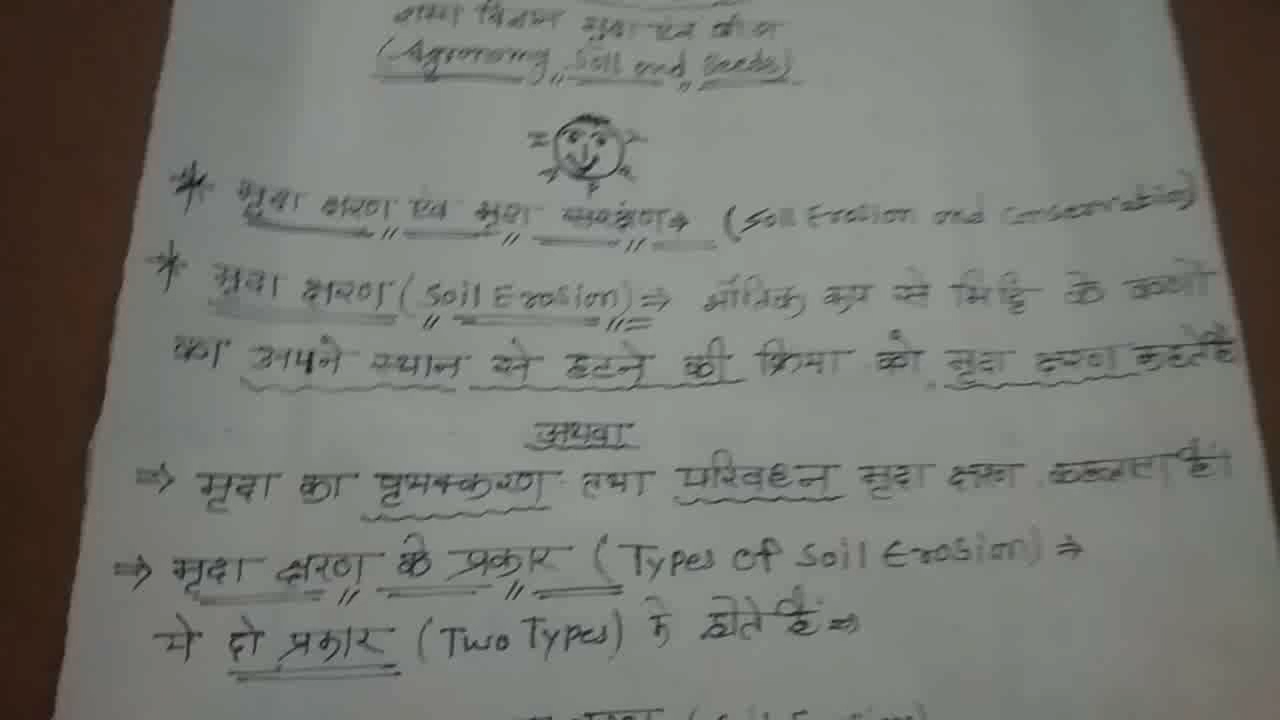 विज्ञान मृदा एवं बीज
(Agronomy, Soil and Seeds)
* मृदा क्षरण एवं मृदा संरक्षण ⇒ (Soil Erosion and Conservation)
* मृदा क्षरण (Soil Erosion) ⇒ भौतिक रूप से मिट्टि के कणों
का अपने स्थान से हटने की क्रिया को मृदा क्षरण कहते हैं
अथवा
⇒ मृदा का पृथक्करण तथा परिवहन मृदा क्षरण कहलाता है।
⇒ मृदा क्षरण के प्रकार (Types of Soil Erosion) ⇒
ये दो प्रकार (Two Types) के होते हैं ⇒